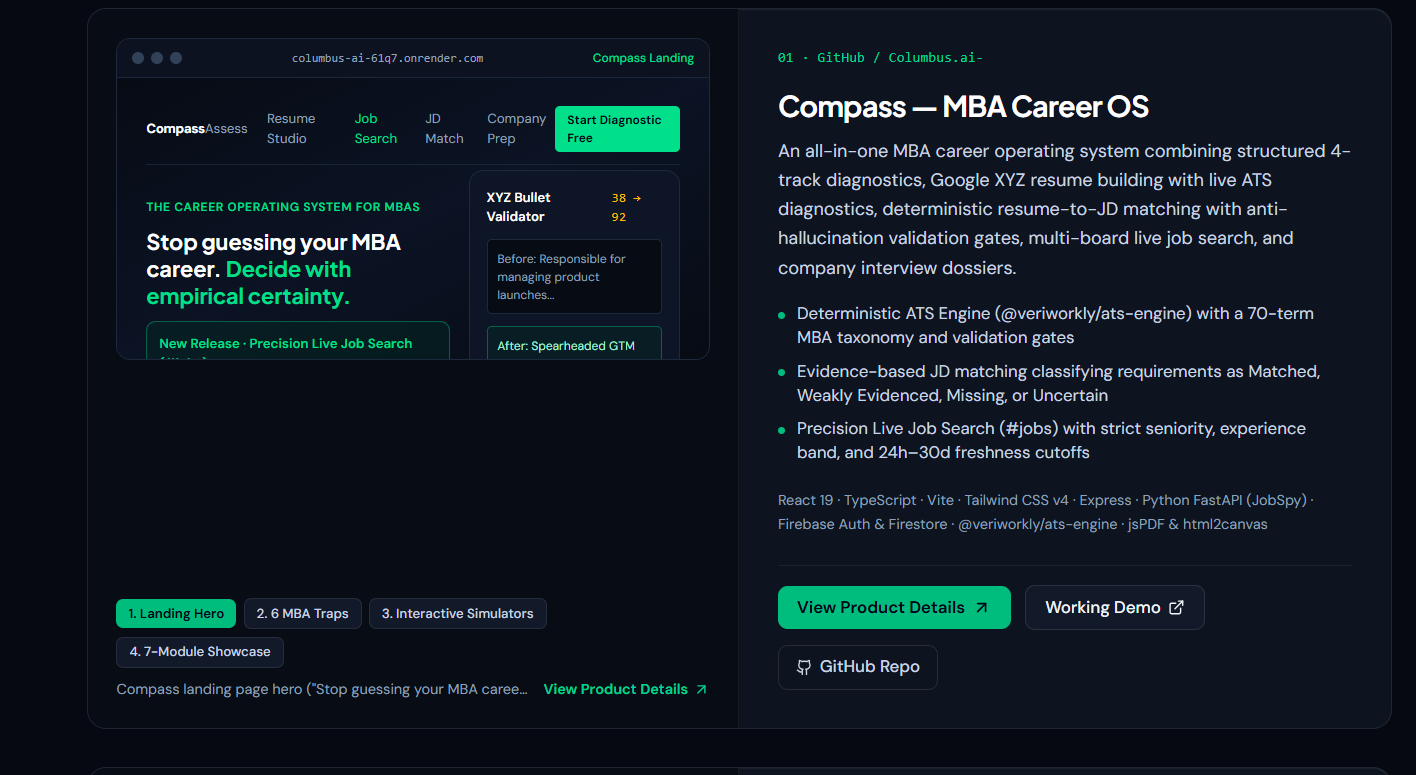 columbus-ai-61q7.onrender.com
Compass Landing
CompassAssess
Resume Studio
Job Search
JD Match
Company Prep
Start Diagnostic Free
THE CAREER OPERATING SYSTEM FOR MBAS
Stop guessing your MBA
career. Decide with
empirical certainty.
New Release · Precision Live Job Search
XYZ Bullet
Validator
38 →
92
Before: Responsible for
managing product
launches…
After: Spearheaded GTM
1. Landing Hero
2. 6 MBA Traps
3. Interactive Simulators
4. 7-Module Showcase
Compass landing page hero ("Stop guessing your MBA caree…
View Product Details ↗
01 · GitHub / Columbus.ai-
Compass — MBA Career OS
An all-in-one MBA career operating system combining structured 4-
track diagnostics, Google XYZ resume building with live ATS
diagnostics, deterministic resume-to-JD matching with anti-
hallucination validation gates, multi-board live job search, and
company interview dossiers.
Deterministic ATS Engine (@veriworkly/ats-engine) with a 70-term
MBA taxonomy and validation gates
Evidence-based JD matching classifying requirements as Matched,
Weakly Evidenced, Missing, or Uncertain
Precision Live Job Search (#jobs) with strict seniority, experience
band, and 24h–30d freshness cutoffs
React 19 · TypeScript · Vite · Tailwind CSS v4 · Express · Python FastAPI (JobSpy) ·
Firebase Auth & Firestore · @veriworkly/ats-engine · jsPDF & html2canvas
View Product Details ↗
Working Demo
GitHub Repo